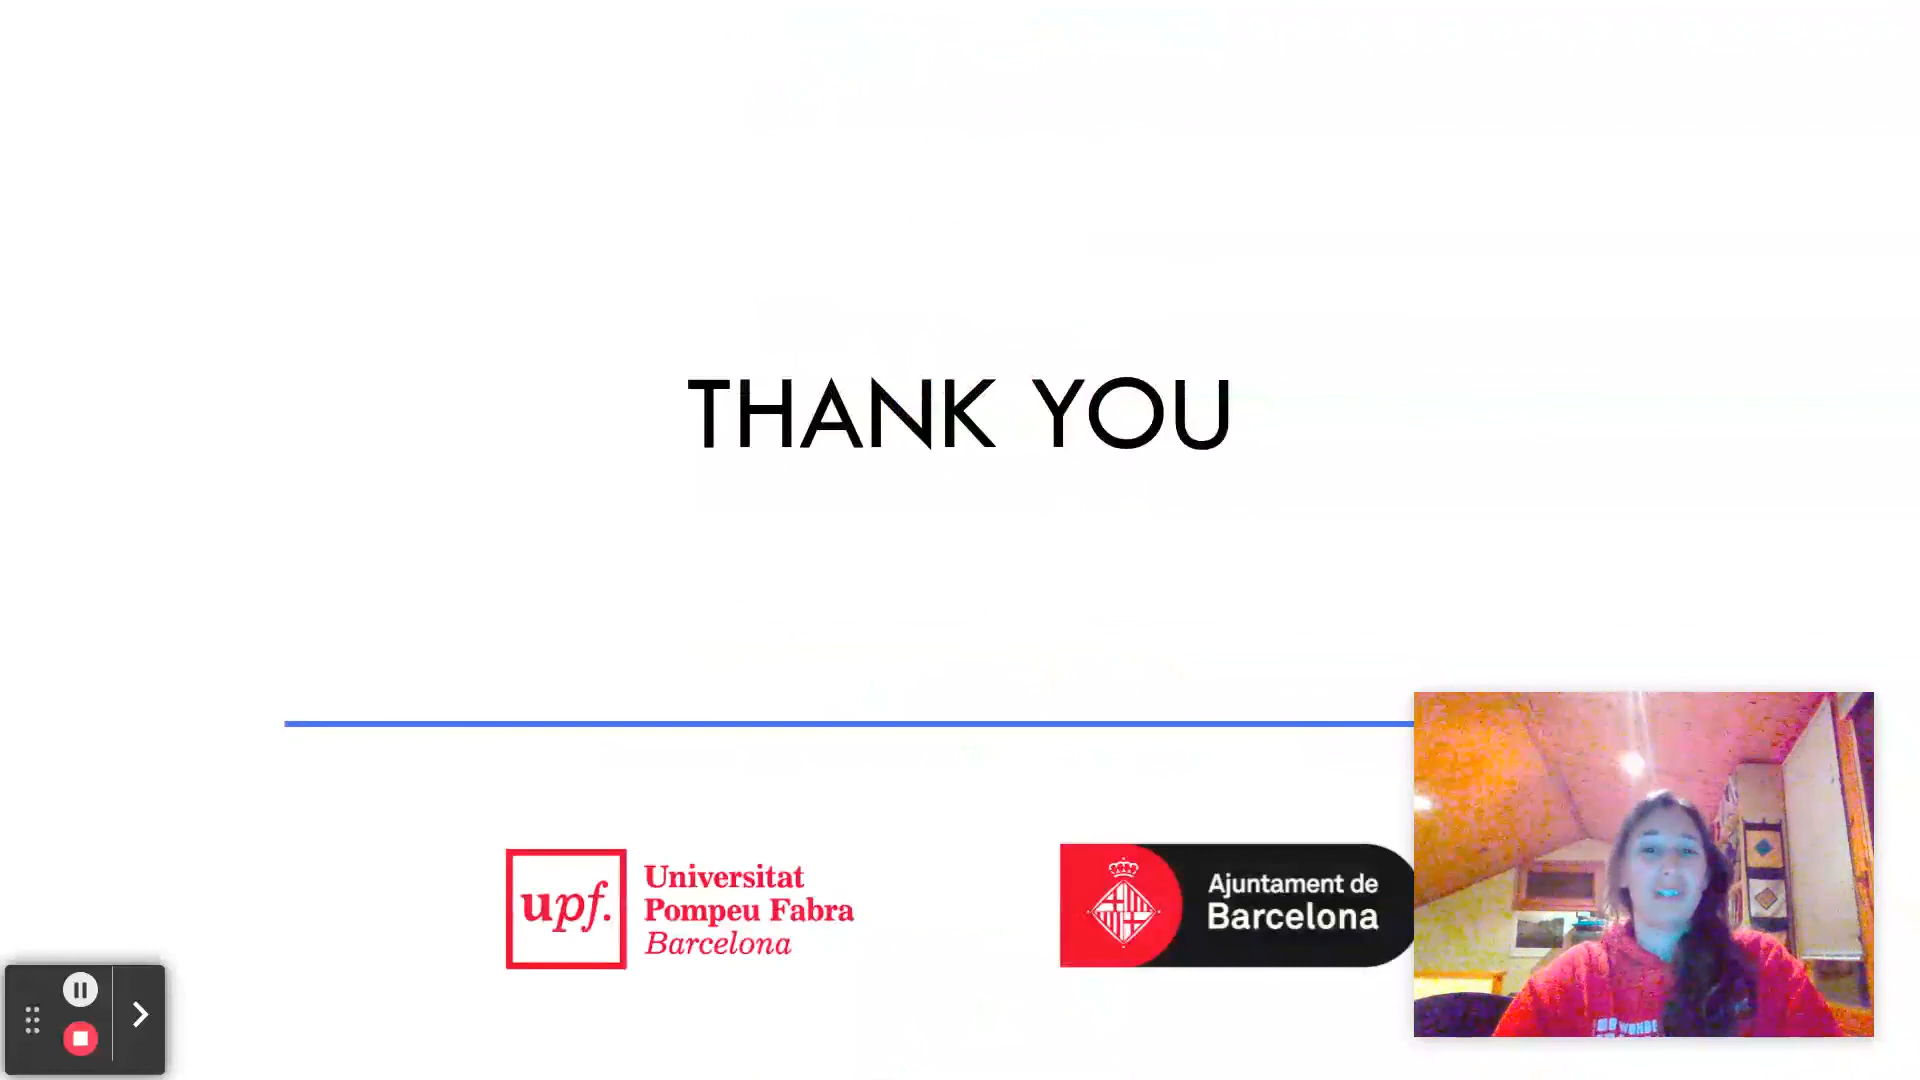 THANK YOU
upf.
Universitat
Pompeu Fabra
Barcelona
Ajuntament de
Barcelona